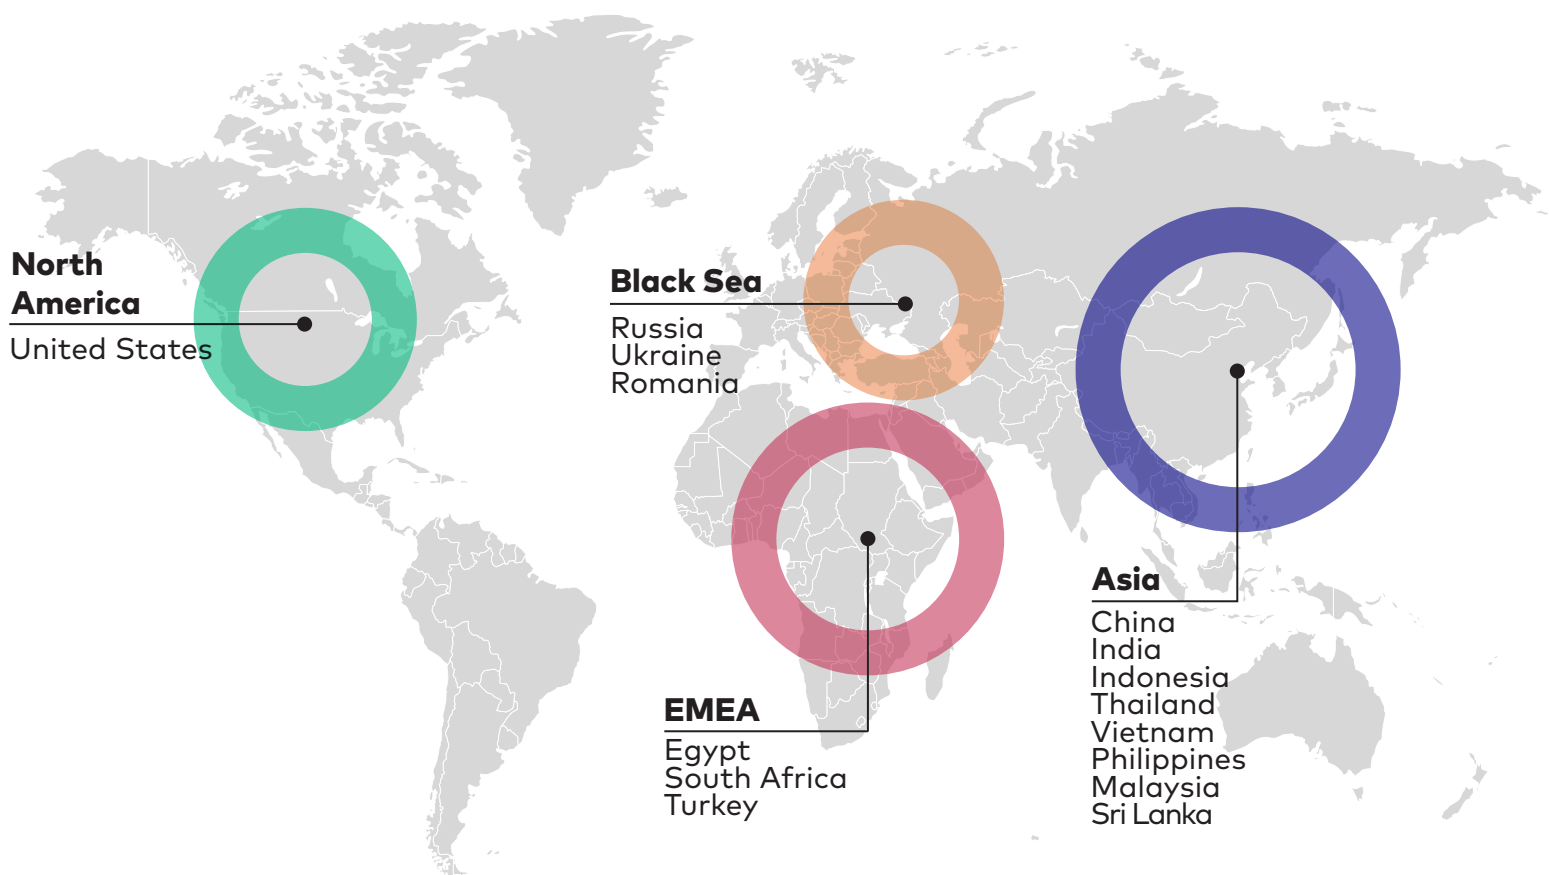 North
America
United States
Black Sea
Russia
Ukraine
Romania
EMEA
Egypt
South Africa
Turkey
Asia
China
India
Indonesia
Thailand
Vietnam
Philippines
Malaysia
Sri Lanka